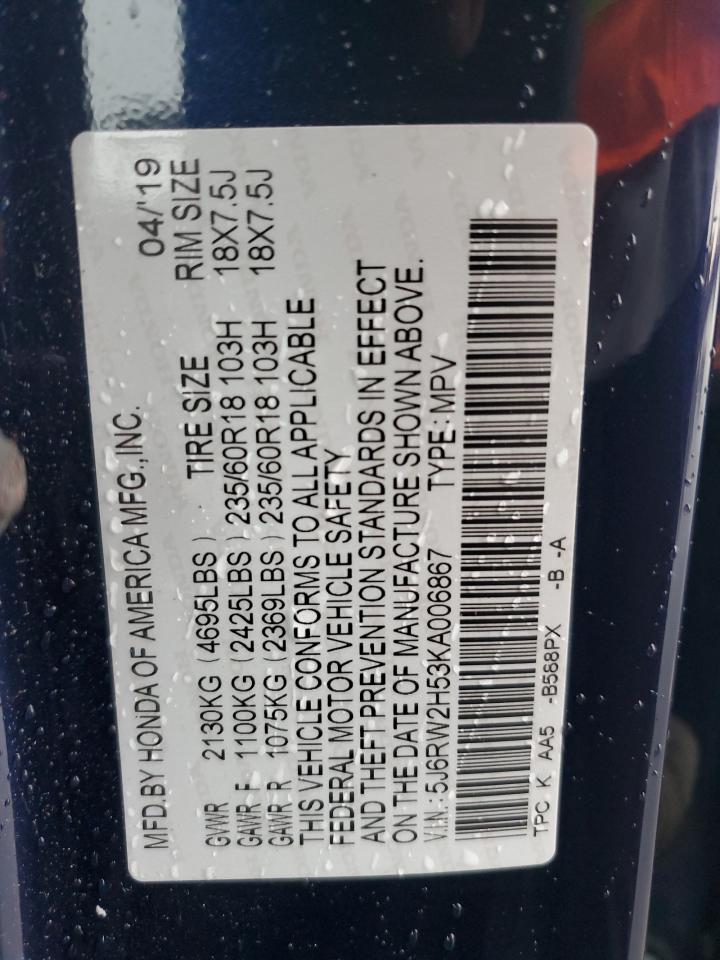 MFD.BY HONDA OF AMERICA MFG.,INC. 04/'19
GVWR 2130KG (4695LBS) TIRE SIZE RIM SIZE
GAWR F 1100KG (2425LBS) 235/60R18 103H 18X7.5J
GAWR R 1075KG (2369LBS) 235/60R18 103H 18X7.5J
THIS VEHICLE CONFORMS TO ALL APPLICABLE
FEDERAL MOTOR VEHICLE SAFETY
AND THEFT PREVENTION STANDARDS IN EFFECT
ON THE DATE OF MANUFACTURE SHOWN ABOVE.
V.I.N.:5J6RW2H53KA006867 TYPE:MPV
TPC K AA5 -B588PX -B -A